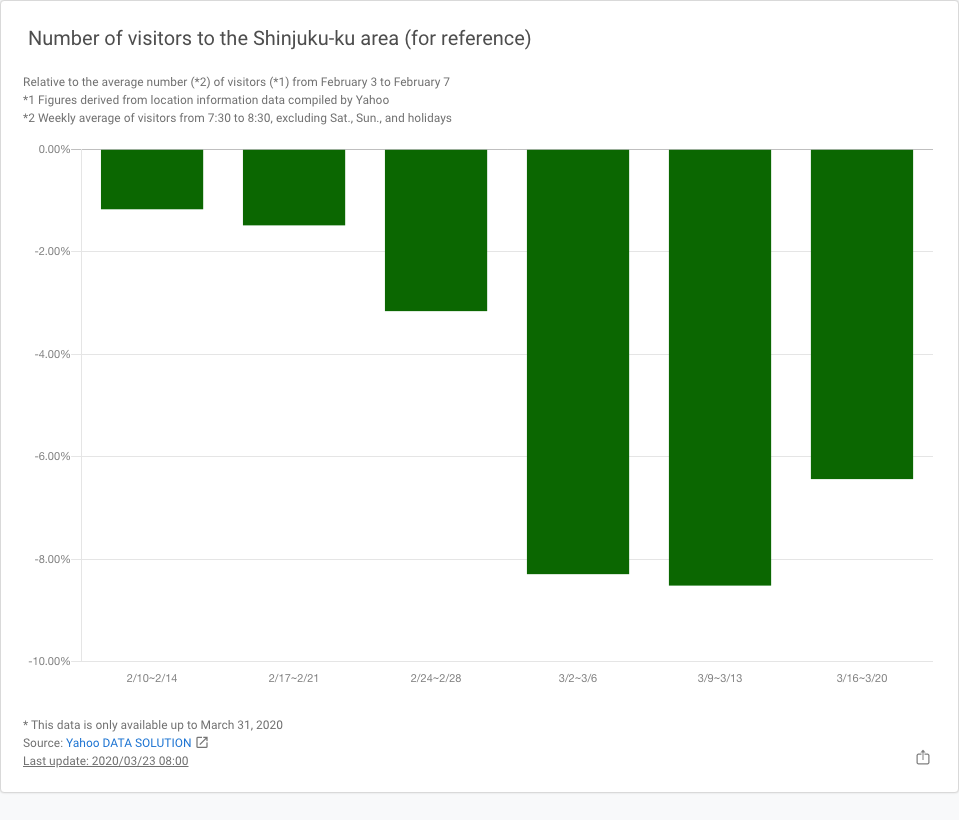 Number of visitors to the Shinjuku-ku area (for reference)
Relative to the average number (*2) of visitors (*1) from February 3 to February 7
*1 Figures derived from location information data compiled by Yahoo
*2 Weekly average of visitors from 7:30 to 8:30, excluding Sat., Sun., and holidays
0.00%
-2.00%
-4.00%
-6.00%
-8.00%
-10.00%
2/10~2/14 2/17~2/21 2/24~2/28 3/2~3/6 3/9~3/13 3/16~3/20
* This data is only available up to March 31, 2020
Source: Yahoo DATA SOLUTION
Last update: 2020/03/23 08:00